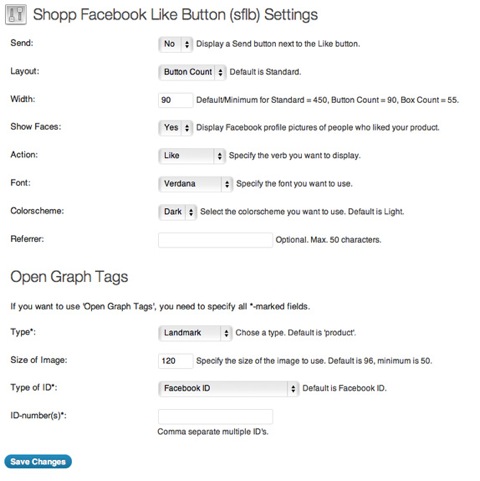 Shopp Facebook Like Button (sflb) Settings
Send: No Display a Send button next to the Like button.
Layout: Button Count Default is Standard.
Width: 90 Default/Minimum for Standard = 450, Button Count = 90, Box Count = 55.
Show Faces: Yes Display Facebook profile pictures of people who liked your product.
Action: Like Specify the verb you want to display.
Font: Verdana Specify the font you want to use.
Colorscheme: Dark Select the colorscheme you want to use. Default is Light.
Referrer: Optional. Max. 50 characters.
Open Graph Tags
If you want to use 'Open Graph Tags', you need to specify all *-marked fields.
Type*: Landmark Chose a type. Default is 'product'.
Size of Image: 120 Specify the size of the image to use. Default is 96, minimum is 50.
Type of ID*: Facebook ID Default is Facebook ID.
ID-number(s)*:
Comma separate multiple ID's.
Save Changes